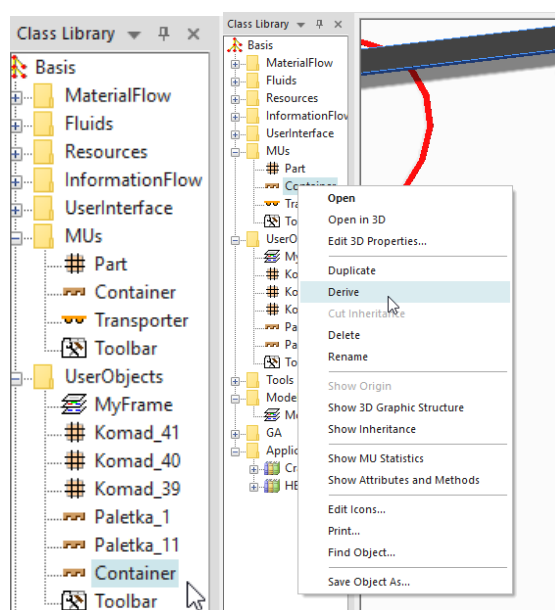 Class Library
Basis
MaterialFlow
Fluids
Resources
InformationFlow
UserInterface
MUs
Part
Container
Transporter
Toolbar
UserObjects
MyFrame
Komad_41
Komad_40
Komad_39
Paletka_1
Paletka_11
Container
Toolbar
Class Library
Basis
MaterialFlow
Fluids
Resources
InformationFlow
UserInterface
MUs
Part
Tools
GA
Open
Open in 3D
Edit 3D Properties...
Duplicate
Derive
Cut Inheritance
Delete
Rename
Show Origin
Show 3D Graphic Structure
Show Inheritance
Show MU Statistics
Show Attributes and Methods
Edit Icons...
Print...
Find Object...
Save Object As...